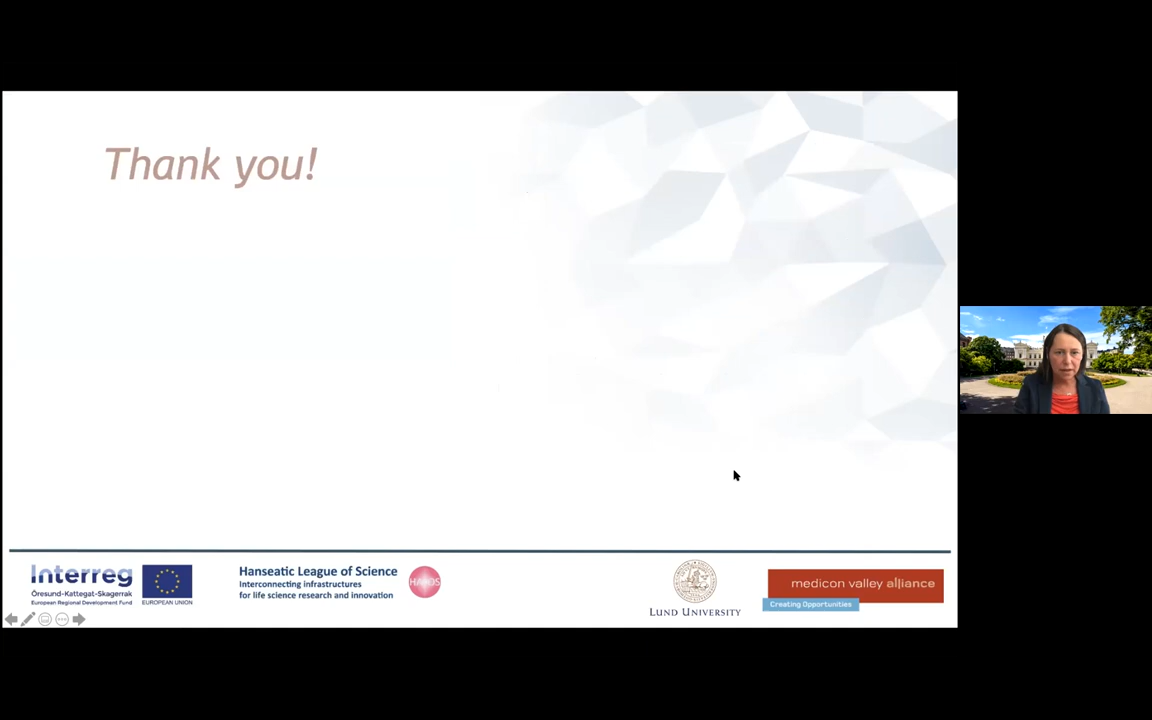 Thank you!
Interreg
Öresund-Kattegat-Skagerrak
European Regional Development Fund
EUROPEAN UNION
Hanseatic League of Science
Interconnecting infrastructures
for life science research and innovation
HALOS
LUND UNIVERSITY
medicon valley alliance
Creating Opportunities